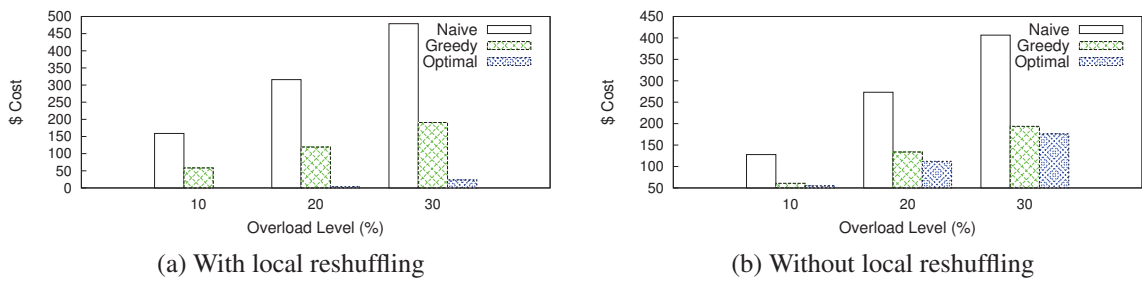 500
450
400
350
300
250
200
150
100
50
0
$ Cost
10
20
30
Overload Level (%)
Naive
Greedy
Optimal
(a) With local reshuffling
450
400
350
300
250
200
150
100
50
$ Cost
10
20
30
Overload Level (%)
Naive
Greedy
Optimal
(b) Without local reshuffling